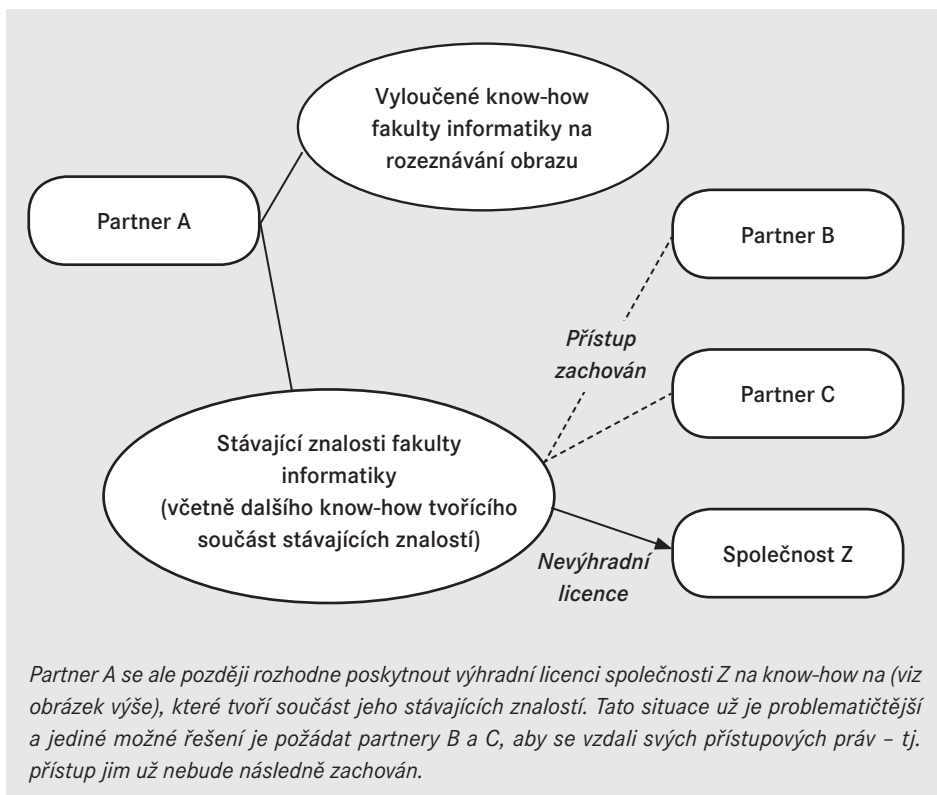 Vyloučené know-how
fakulty informatiky na
rozeznávání obrazu
Partner A
Partner B
Přístup
zachován
Partner C
Stávající znalosti fakulty
informatiky
(včetně dalšího know-how tvořícího
součást stávajících znalostí)
Nevýhradní
licence
Společnost Z
Partner A se ale později rozhodne poskytnout výhradní licenci společnosti Z na know-how na (viz
obrázek výše), které tvoří součást jeho stávajících znalostí. Tato situace už je problematičtější
a jediné možné řešení je požádat partnery B a C, aby se vzdali svých přístupových práv – tj.
přístup jim už nebude následně zachován.